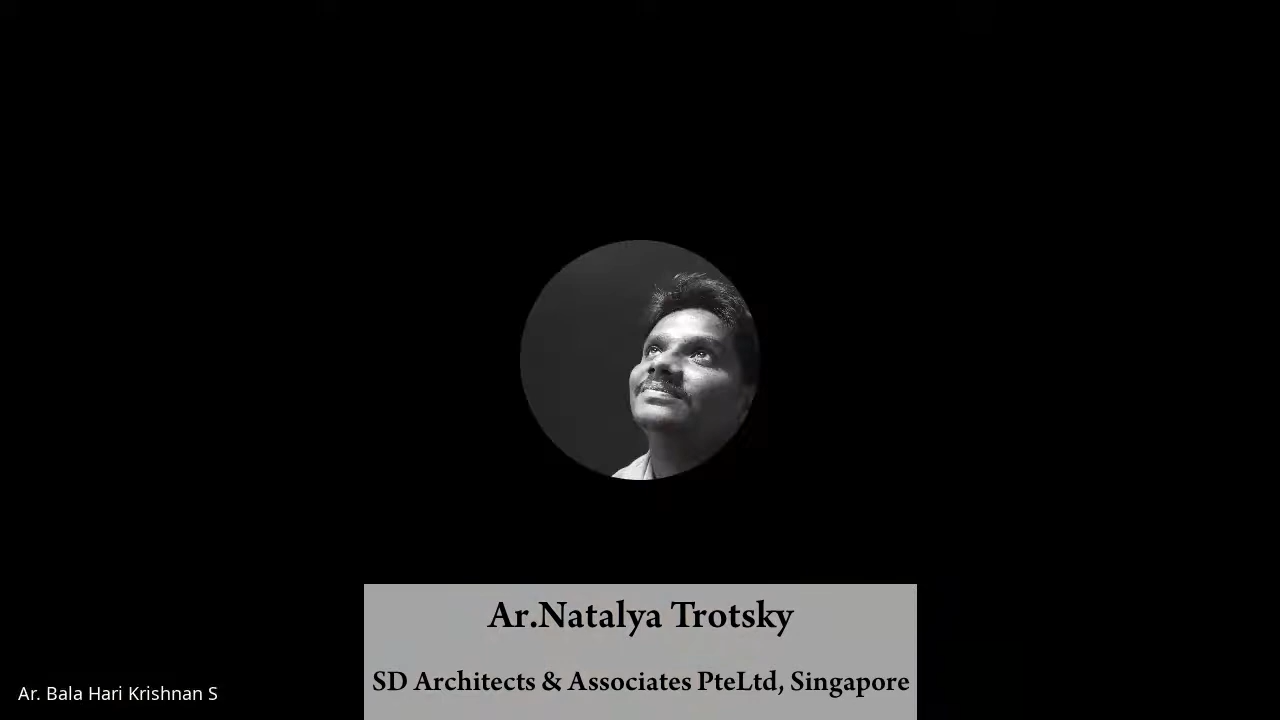 Ar.Natalya Trotsky
SD Architects & Associates PteLtd, Singapore
Ar. Bala Hari Krishnan S